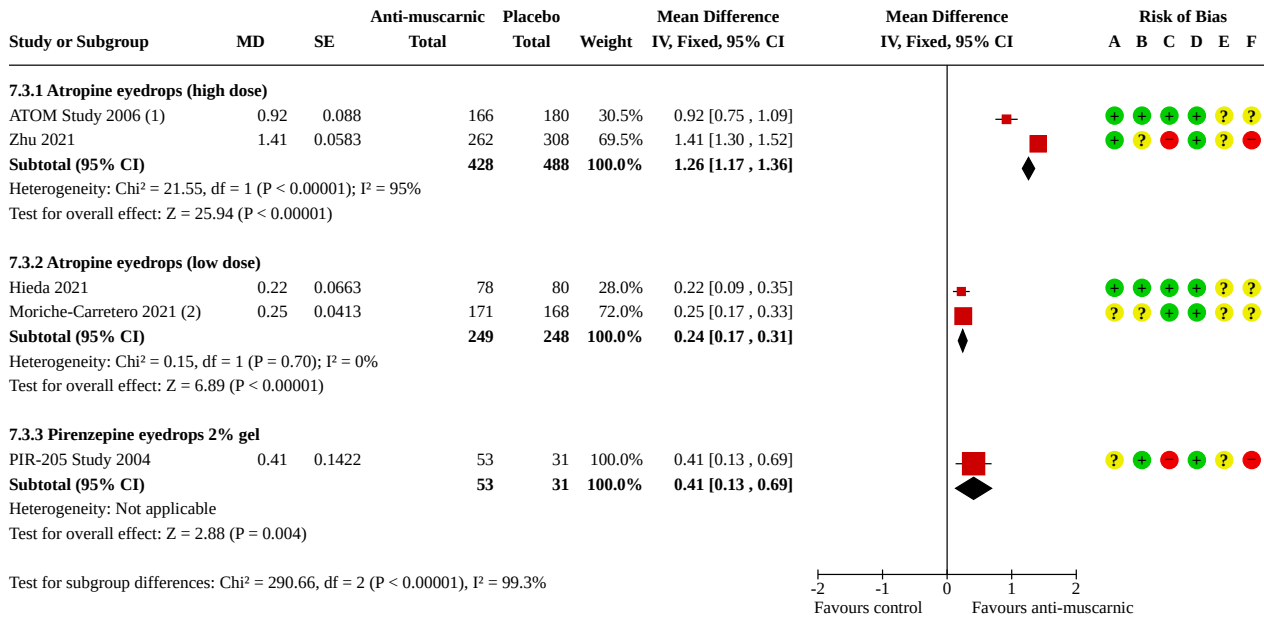 Anti-muscarnic Placebo Mean Difference Mean Difference Risk of Bias
Study or Subgroup MD SE Total Total Weight IV, Fixed, 95% CI IV, Fixed, 95% CI A B C D E F
7.3.1 Atropine eyedrops (high dose)
ATOM Study 2006 (1) 0.92 0.088 166 180 30.5% 0.92 [0.75 , 1.09] + + + + ? ?
Zhu 2021 1.41 0.0583 262 308 69.5% 1.41 [1.30 , 1.52] + ? − + ? −
Subtotal (95% CI) 428 488 100.0% 1.26 [1.17 , 1.36]
Heterogeneity: Chi² = 21.55, df = 1 (P < 0.00001); I² = 95%
Test for overall effect: Z = 25.94 (P < 0.00001)
7.3.2 Atropine eyedrops (low dose)
Hieda 2021 0.22 0.0663 78 80 28.0% 0.22 [0.09 , 0.35] + + + + ? ?
Moriche-Carretero 2021 (2) 0.25 0.0413 171 168 72.0% 0.25 [0.17 , 0.33] ? ? + + ? ?
Subtotal (95% CI) 249 248 100.0% 0.24 [0.17 , 0.31]
Heterogeneity: Chi² = 0.15, df = 1 (P = 0.70); I² = 0%
Test for overall effect: Z = 6.89 (P < 0.00001)
7.3.3 Pirenzepine eyedrops 2% gel
PIR-205 Study 2004 0.41 0.1422 53 31 100.0% 0.41 [0.13 , 0.69] ? + − + ? −
Subtotal (95% CI) 53 31 100.0% 0.41 [0.13 , 0.69]
Heterogeneity: Not applicable
Test for overall effect: Z = 2.88 (P = 0.004)
Test for subgroup differences: Chi² = 290.66, df = 2 (P < 0.00001), I² = 99.3%
-2 -1 0 1 2
Favours control Favours anti-muscarnic